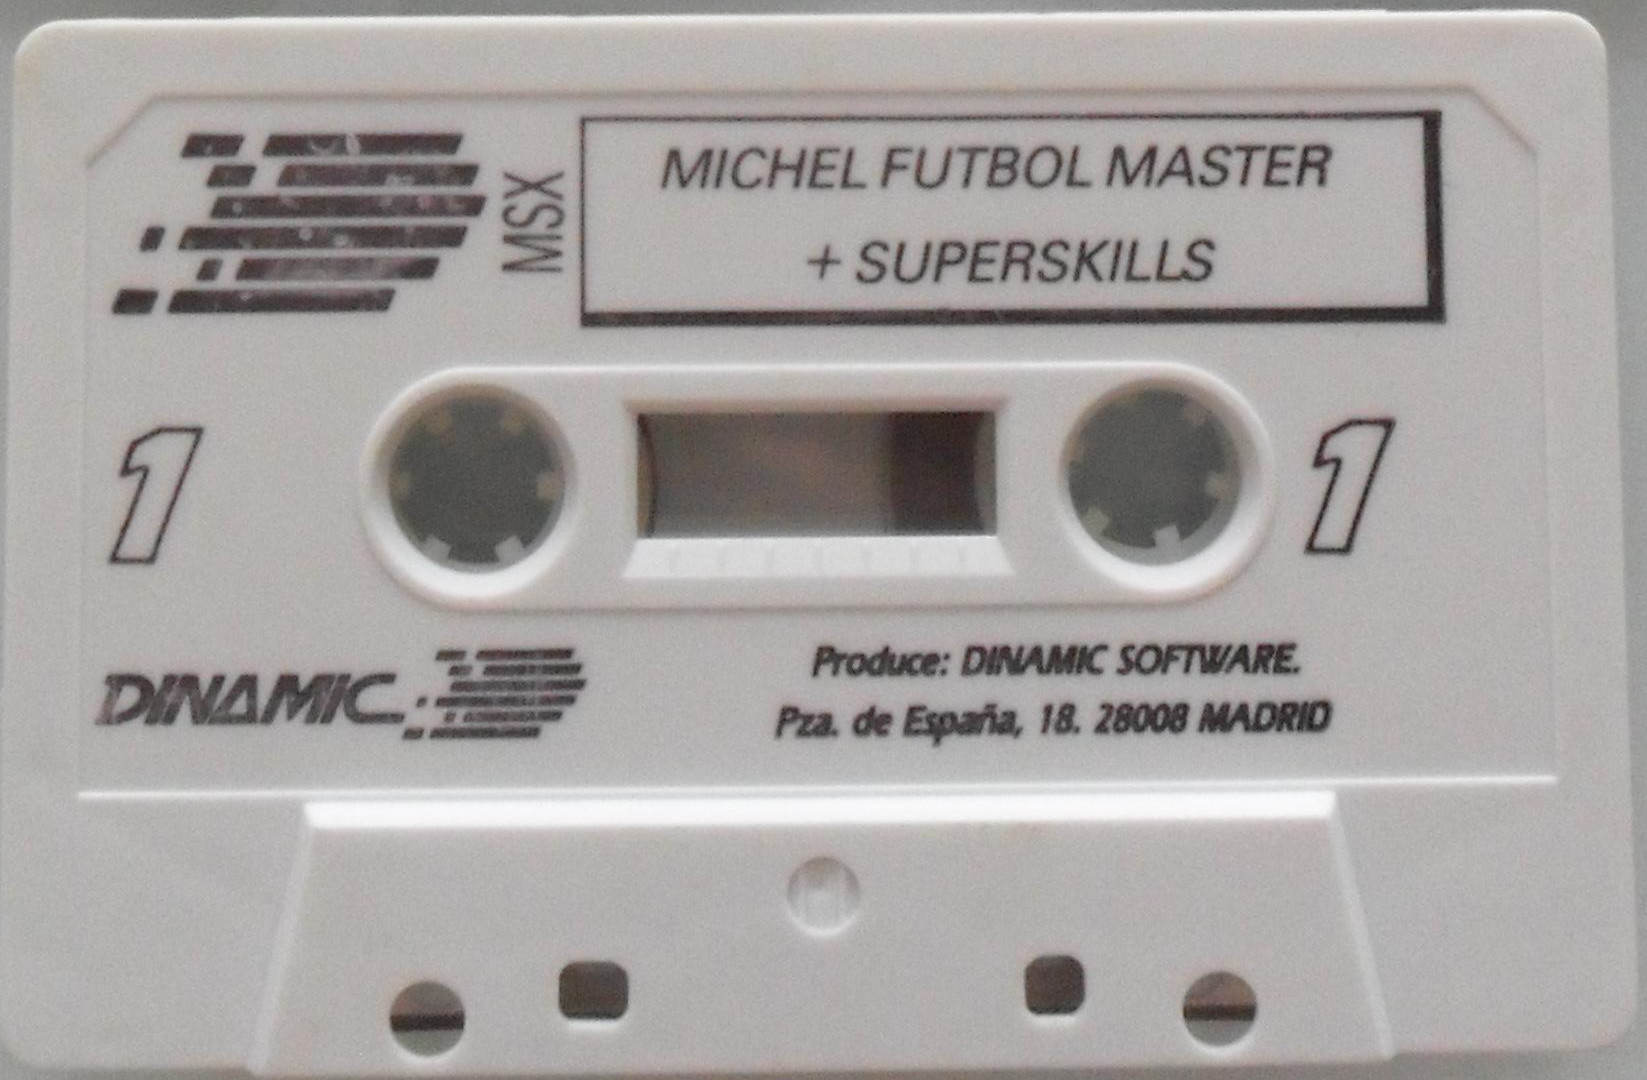 MSX
MICHEL FUTBOL MASTER
+ SUPERSKILLS
1
1
DINAMIC
Produce: DINAMIC SOFTWARE.
Pza. de España, 18. 28008 MADRID